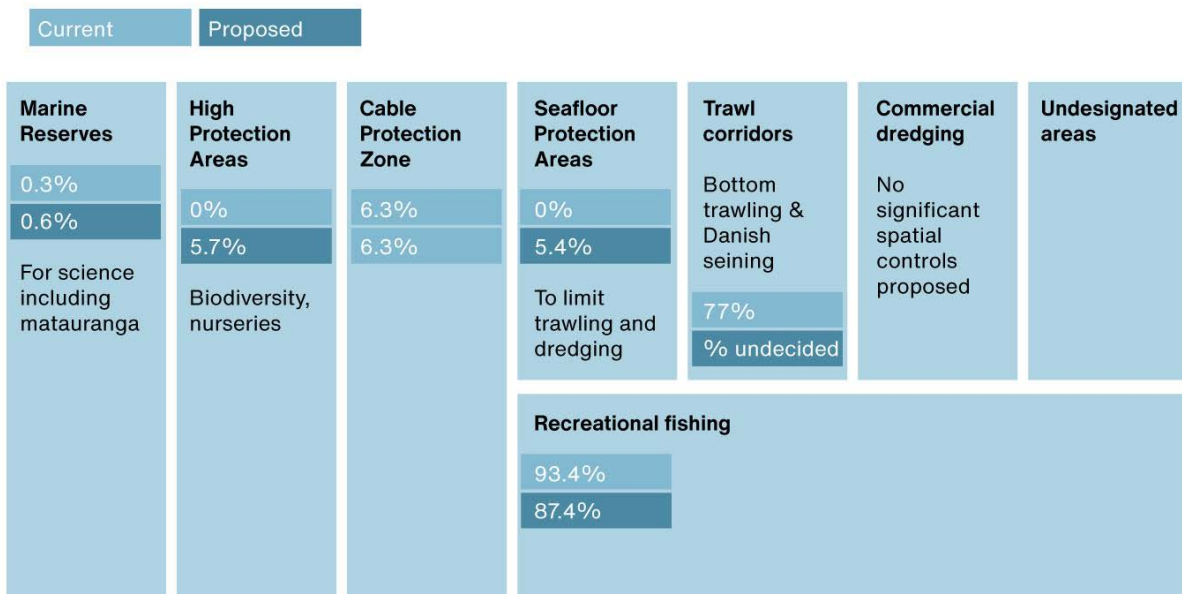 Current
Proposed
Marine
Reserves
0.3%
0.6%
For science
including
matauranga
High
Protection
Areas
0%
5.7%
Biodiversity,
nurseries
Cable
Protection
Zone
6.3%
6.3%
Seafloor
Protection
Areas
0%
5.4%
To limit
trawling and
dredging
Trawl
corridors
Bottom
trawling &
Danish
seining
77%
% undecided
Commercial
dredging
No
significant
spatial
controls
proposed
Undesignated
areas
Recreational fishing
93.4%
87.4%